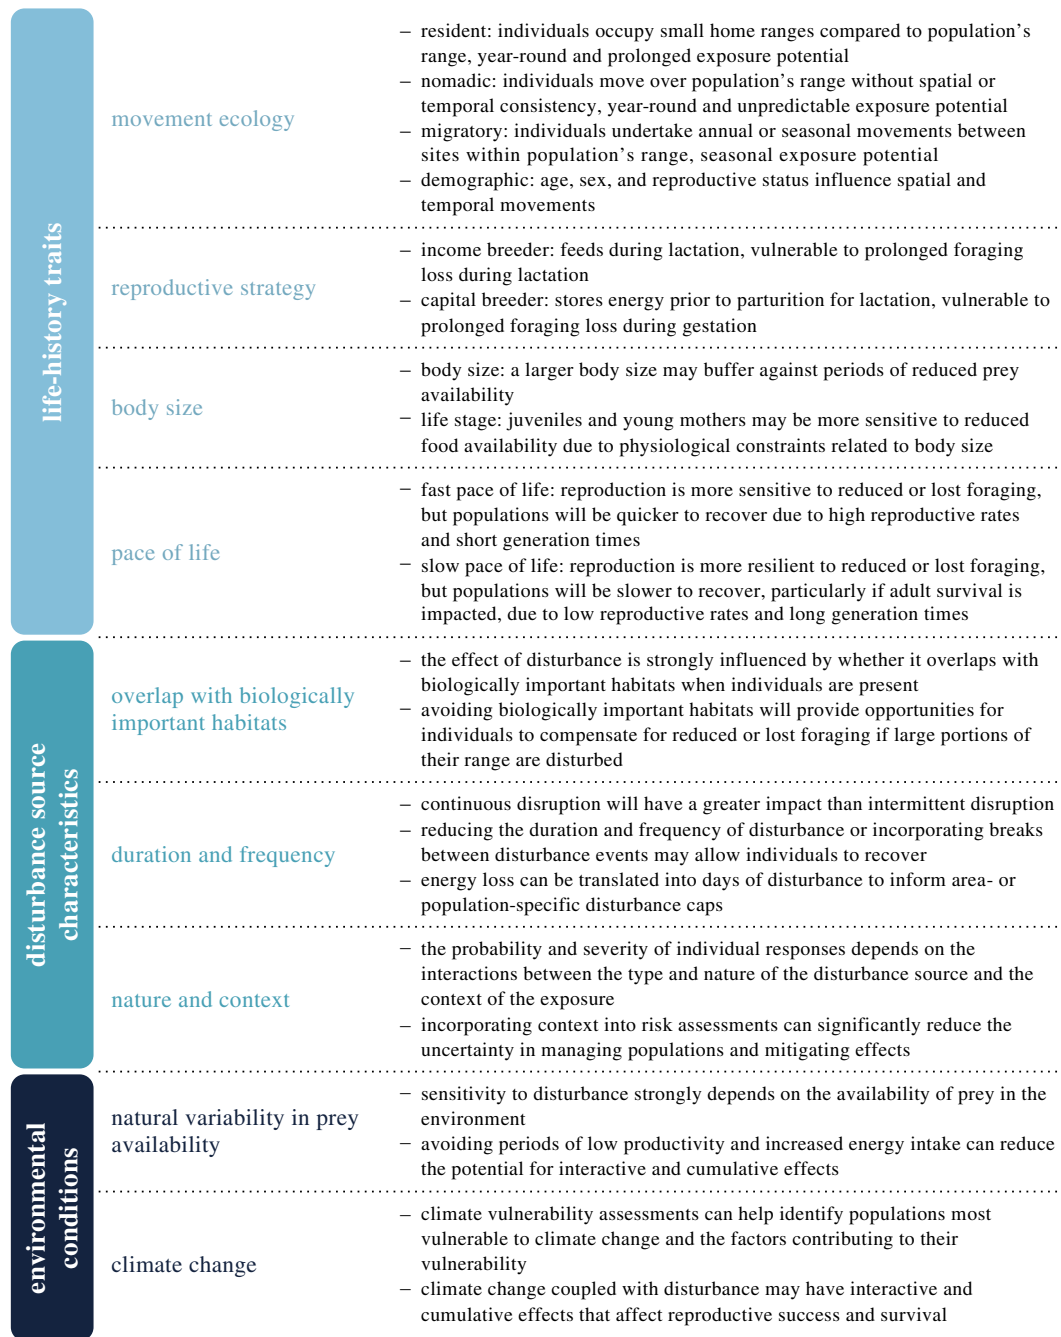 life-history traits
movement ecology
– resident: individuals occupy small home ranges compared to population's
range, year-round and prolonged exposure potential
– nomadic: individuals move over population's range without spatial or
temporal consistency, year-round and unpredictable exposure potential
– migratory: individuals undertake annual or seasonal movements between
sites within population's range, seasonal exposure potential
– demographic: age, sex, and reproductive status influence spatial and
temporal movements
reproductive strategy
– income breeder: feeds during lactation, vulnerable to prolonged foraging
loss during lactation
– capital breeder: stores energy prior to parturition for lactation, vulnerable to
prolonged foraging loss during gestation
body size
– body size: a larger body size may buffer against periods of reduced prey
availability
– life stage: juveniles and young mothers may be more sensitive to reduced
food availability due to physiological constraints related to body size
pace of life
– fast pace of life: reproduction is more sensitive to reduced or lost foraging,
but populations will be quicker to recover due to high reproductive rates
and short generation times
– slow pace of life: reproduction is more resilient to reduced or lost foraging,
but populations will be slower to recover, particularly if adult survival is
impacted, due to low reproductive rates and long generation times
disturbance source
characteristics
overlap with biologically
important habitats
– the effect of disturbance is strongly influenced by whether it overlaps with
biologically important habitats when individuals are present
– avoiding biologically important habitats will provide opportunities for
individuals to compensate for reduced or lost foraging if large portions of
their range are disturbed
duration and frequency
– continuous disruption will have a greater impact than intermittent disruption
– reducing the duration and frequency of disturbance or incorporating breaks
between disturbance events may allow individuals to recover
– energy loss can be translated into days of disturbance to inform area- or
population-specific disturbance caps
nature and context
– the probability and severity of individual responses depends on the
interactions between the type and nature of the disturbance source and the
context of the exposure
– incorporating context into risk assessments can significantly reduce the
uncertainty in managing populations and mitigating effects
environmental
conditions
natural variability in prey
availability
– sensitivity to disturbance strongly depends on the availability of prey in the
environment
– avoiding periods of low productivity and increased energy intake can reduce
the potential for interactive and cumulative effects
climate change
– climate vulnerability assessments can help identify populations most
vulnerable to climate change and the factors contributing to their
vulnerability
– climate change coupled with disturbance may have interactive and
cumulative effects that affect reproductive success and survival